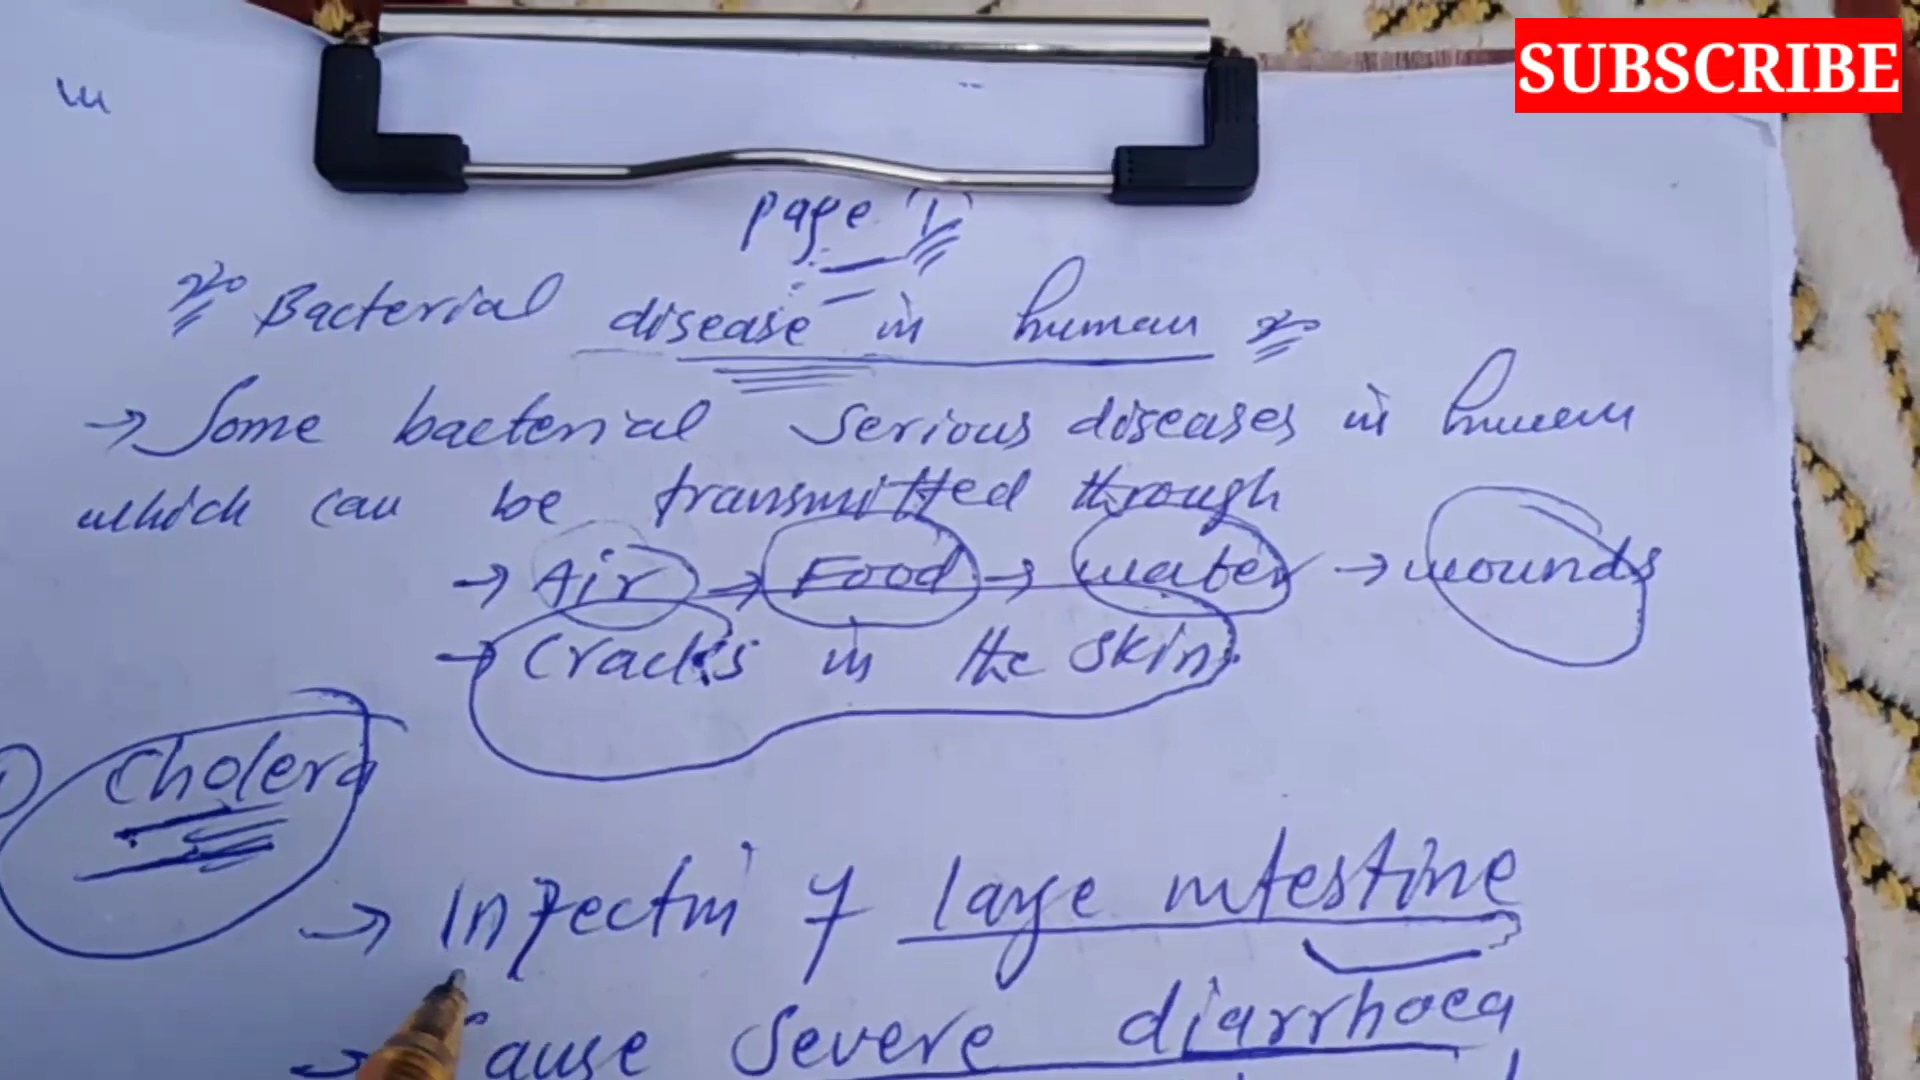 SUBSCRIBE
page 1
Bacterial disease in human
→ Some bacterial serious diseases in human
which can be transmitted through
→ Air → Food → water → wounds
→ Cracks in the skin
① Cholera
→ Infection of large intestine
→ Cause severe diarrhoea